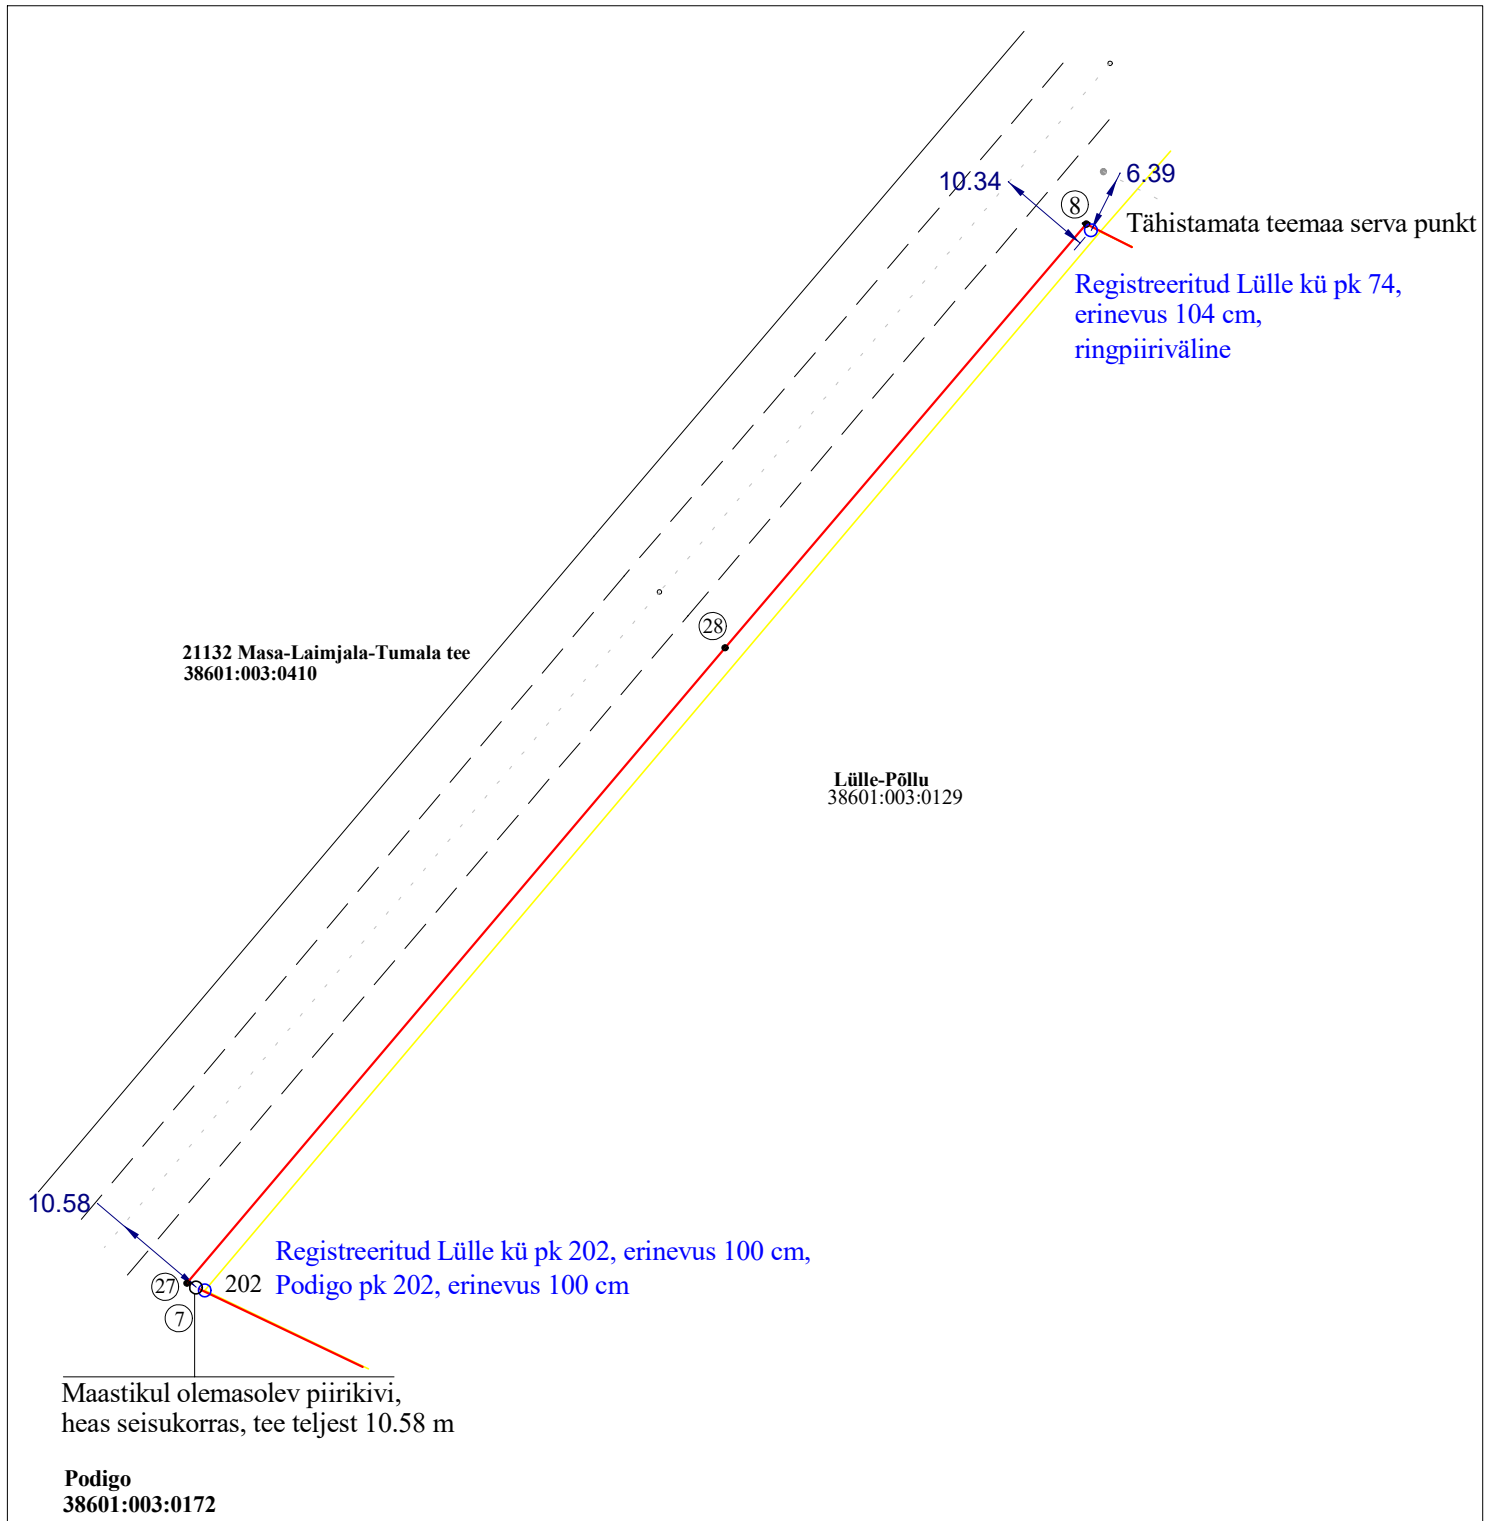 10.34
6.39
8
Tähistamata teemaa serva punkt
Registreeritud Lülle kü pk 74,
erinevus 104 cm,
ringpiiriväline
28
21132 Masa-Laimjala-Tumala tee
38601:003:0410
Lülle-Põllu
38601:003:0129
10.58
Registreeritud Lülle kü pk 202, erinevus 100 cm,
27
202
Podigo pk 202, erinevus 100 cm
7
Maastikul olemasolev piirikivi,
heas seisukorras, tee teljest 10.58 m
Podigo
38601:003:0172